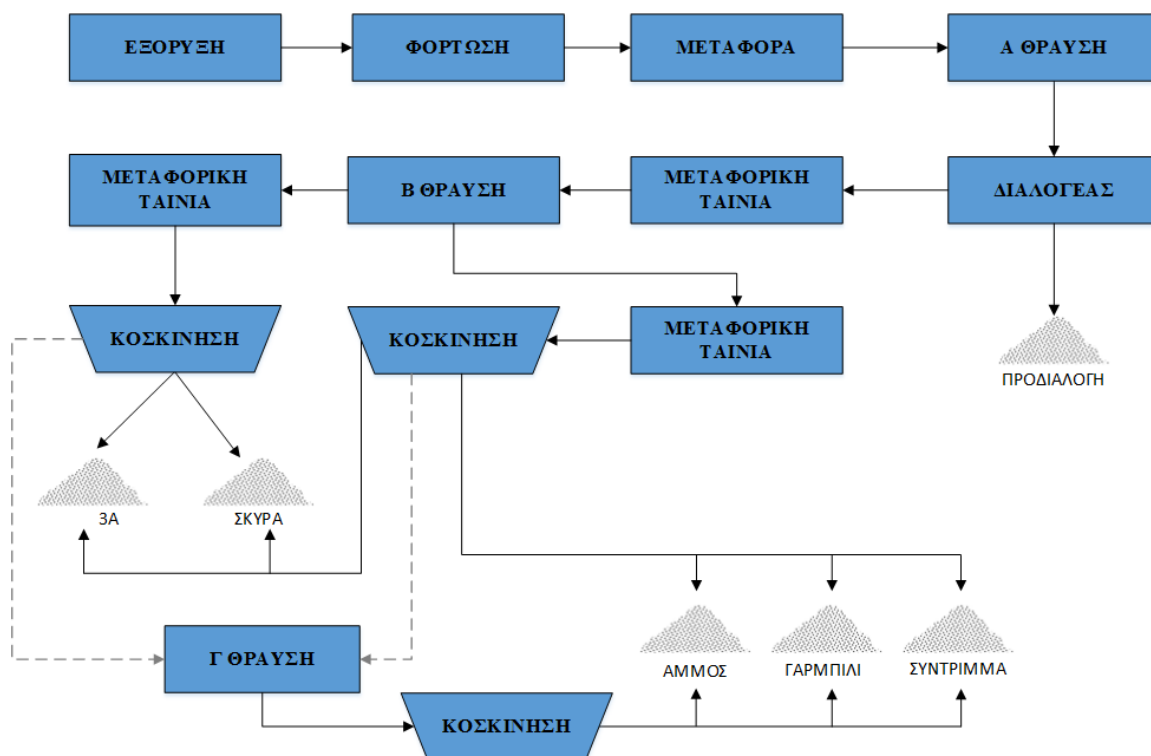 ΕΞΟΡΥΞΗ
ΦΟΡΤΩΣΗ
ΜΕΤΑΦΟΡΑ
Α ΘΡΑΥΣΗ
ΜΕΤΑΦΟΡΙΚΗ
ΤΑΙΝΙΑ
Β ΘΡΑΥΣΗ
ΜΕΤΑΦΟΡΙΚΗ
ΤΑΙΝΙΑ
ΔΙΑΛΟΓΕΑΣ
ΚΟΣΚΙΝΗΣΗ
ΚΟΣΚΙΝΗΣΗ
ΜΕΤΑΦΟΡΙΚΗ
ΤΑΙΝΙΑ
ΠΡΟΔΙΑΛΟΓΗ
3Α
ΣΚΥΡΑ
Γ ΘΡΑΥΣΗ
ΑΜΜΟΣ
ΓΑΡΜΠΙΛΙ
ΣΥΝΤΡΙΜΜΑ
ΚΟΣΚΙΝΗΣΗ